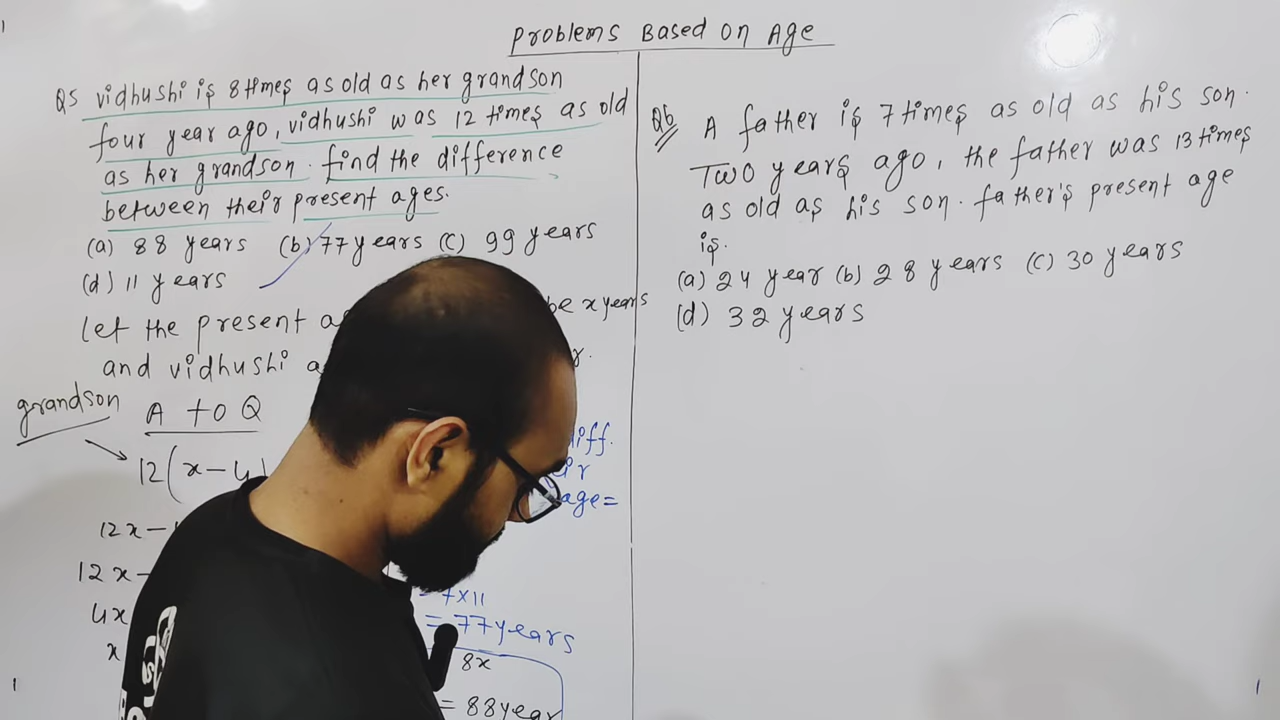 Problems Based on Age
Q5 vidhushi is 8 times as old as her grandson
four year ago, vidhushi was 12 times as old
as her grandson. find the difference
between their present ages.
(a) 88 years (b) 77 years (c) 99 years
(d) 11 years
let the present be x years
and vidhushi
grandson
A to Q
12(x-4)
12x-
12x-
4x
x
diff.
age=
= 7x11
= 77 years
8x
= 88 year
Q6 A father is 7 times as old as his son.
Two years ago, the father was 13 times
as old as his son. father's present age
is.
(a) 24 year (b) 28 years (c) 30 years
(d) 32 years